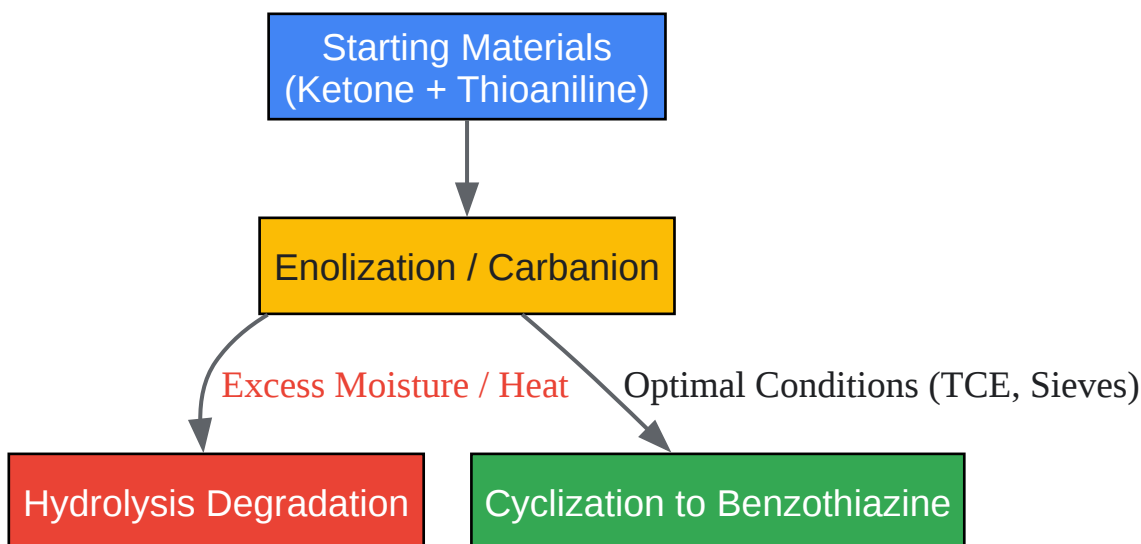 Starting Materials
(Ketone + Thioaniline)
Enolization / Carbanion
Excess Moisture / Heat
Optimal Conditions (TCE, Sieves)
Hydrolysis Degradation
Cyclization to Benzothiazine